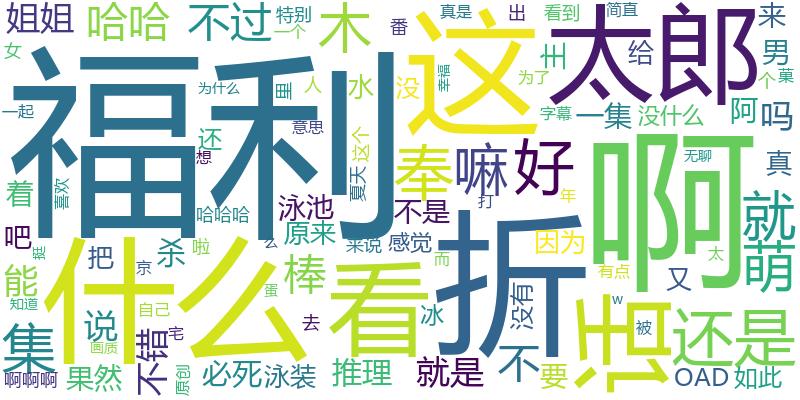 姐姐
哈哈
不过
特别
一个
木
番
真是
出
看到
简直
来
女
福利
为什么
里
人
水
没
这
幸福
为了
太郎
主
给
男
个
菓
一起
还
想
意思
这个
夏天
奉
嘛
好
字幕
一集
没什么
阿
吗
着
喜欢
哈哈哈
泳池
不是
打
啊
无聊
真
年
就
吧
挺
把
京
杀
啦
原来
么
来说
感觉
而
折
因为
有点
又
太
萌
能
知道
什么
自己
棒
蛋
看
去
冰
没有
w
话
被
还是
集
画质
说
不错
宅
啊啊啊
果然
原创
必死
泳装
推理
就是
不
要
OAD
如此